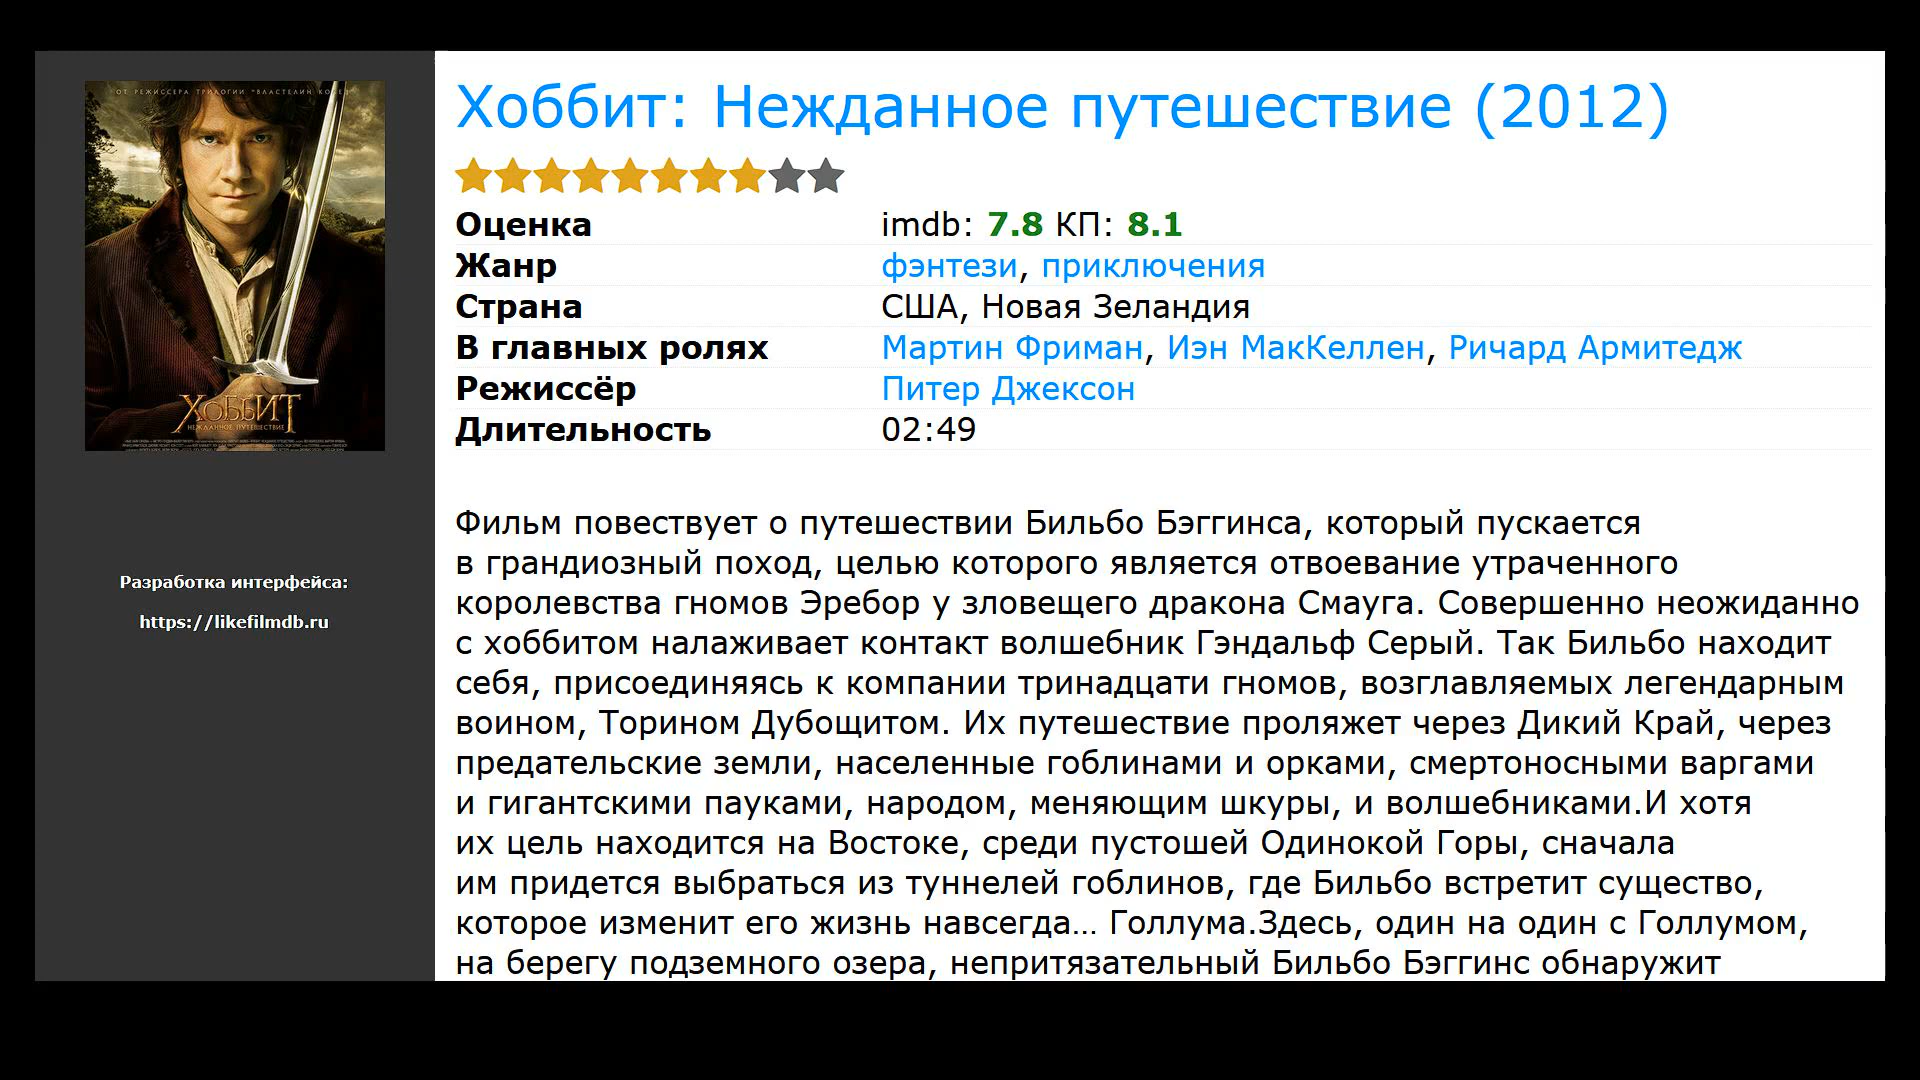 ОТ РЕЖИССЕРА ТРИЛОГИИ "ВЛАСТЕЛИН КОЛЕЦ"
ХОББИТ
НЕЖДАННОЕ ПУТЕШЕСТВИЕ
Разработка интерфейса:
https://likefilmdb.ru
Хоббит: Нежданное путешествие (2012)
Оценка imdb: 7.8 КП: 8.1
Жанр фэнтези, приключения
Страна США, Новая Зеландия
В главных ролях Мартин Фриман, Иэн МакКеллен, Ричард Армитедж
Режиссёр Питер Джексон
Длительность 02:49
Фильм повествует о путешествии Бильбо Бэггинса, который пускается
в грандиозный поход, целью которого является отвоевание утраченного
королевства гномов Эребор у зловещего дракона Смауга. Совершенно неожиданно
с хоббитом налаживает контакт волшебник Гэндальф Серый. Так Бильбо находит
себя, присоединяясь к компании тринадцати гномов, возглавляемых легендарным
воином, Торином Дубощитом. Их путешествие проляжет через Дикий Край, через
предательские земли, населенные гоблинами и орками, смертоносными варгами
и гигантскими пауками, народом, меняющим шкуры, и волшебниками.И хотя
их цель находится на Востоке, среди пустошей Одинокой Горы, сначала
им придется выбраться из туннелей гоблинов, где Бильбо встретит существо,
которое изменит его жизнь навсегда… Голлума.Здесь, один на один с Голлумом,
на берегу подземного озера, непритязательный Бильбо Бэггинс обнаружит